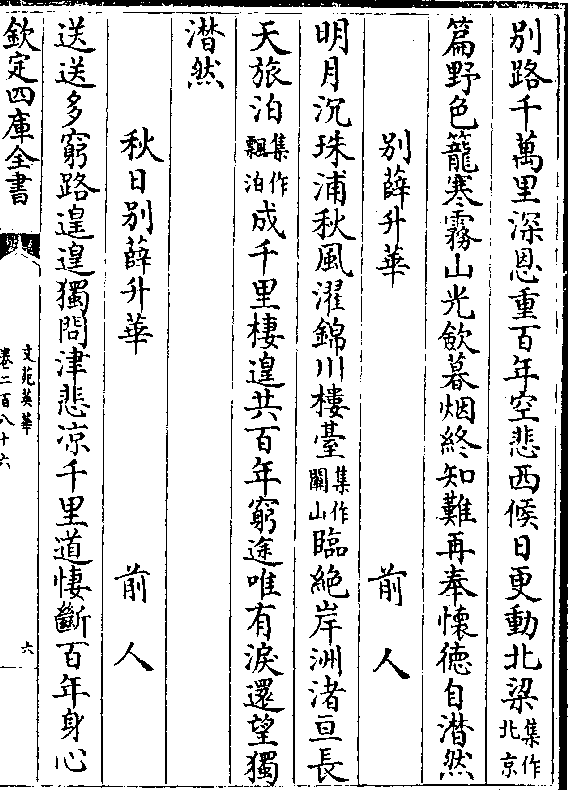 別路千萬里深恩重百年空悲西候日更動北梁集作北京
篇野色籠寒霧山光歛暮烟終知難再奉懷德自潸然
別薛升華 前人
明月沉珠浦秋風濯錦川樓臺集作關山臨絶岸洲渚亘長
天旅泊集作飄泊成千里棲遑共百年窮途唯有淚還望獨
潸然
秋日別薛升華 前人
送送多窮路遑遑獨問津悲凉千里道悽斷百年身心
欽定四庫全書
文苑英華
卷二百八十六
六